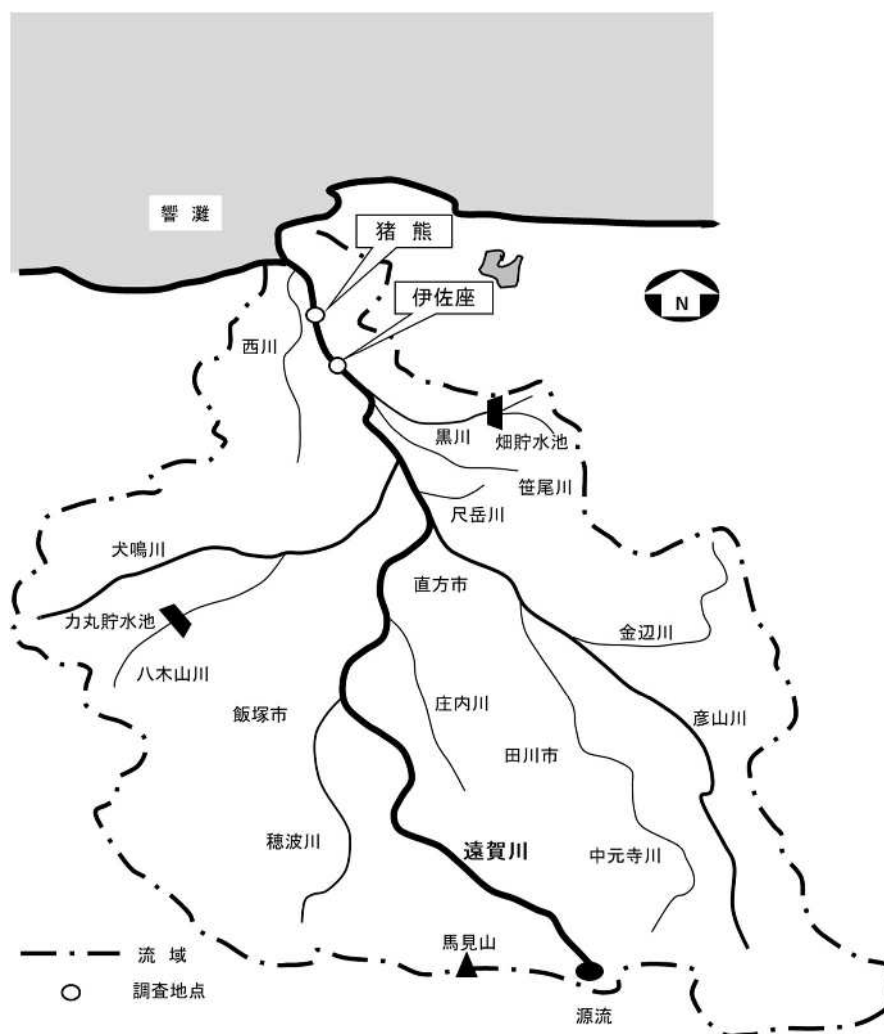 響 灘
猪 熊
伊佐座
N
西川
黒川
畑貯水池
笹尾川
尺岳川
犬鳴川
直方市
力丸貯水池
金辺川
八木山川
飯塚市
庄内川
彦山川
田川市
穂波川
遠賀川
中元寺川
馬見山
流 域
調査地点
源流